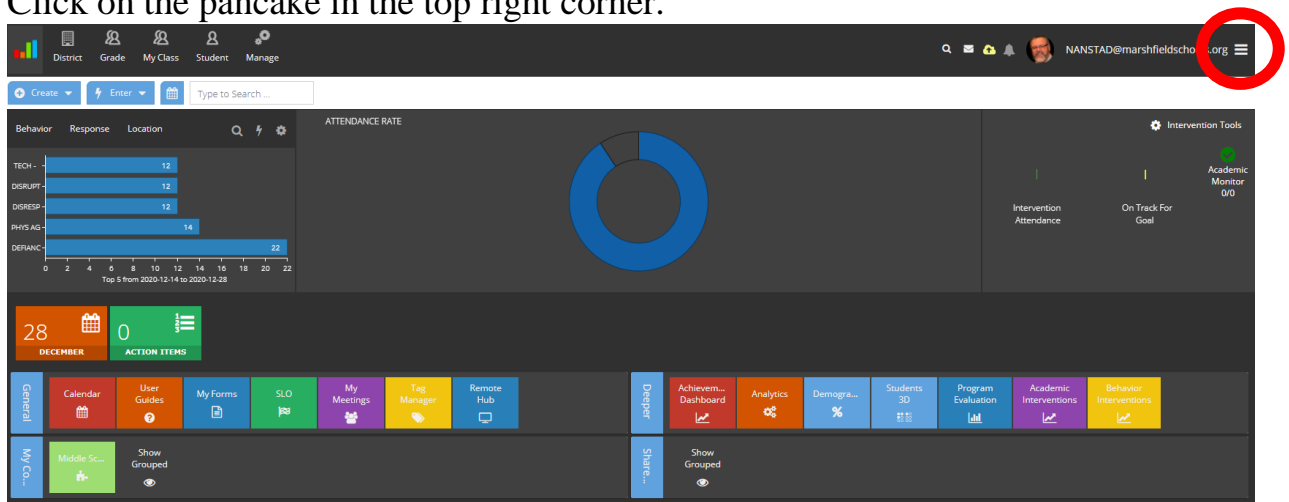 Click on the pancake in the top right corner.
District Grade My Class Student Manage
NANSTAD@marshfieldscho s.org
Create Enter Type to Search ...
Behavior Response Location
ATTENDANCE RATE
Intervention Tools
TECH - 12
DISRUPT 12
DISRESP 12
PHYS AG 14
DEFIANC 22
0 2 4 6 8 10 12 14 16 18 20 22
Top 5 from 2020-12-14 to 2020-12-28
Intervention
Attendance
On Track For
Goal
Academic
Monitor
0/0
28
DECEMBER
0
ACTION ITEMS
General
Calendar
User
Guides
My Forms
SLO
My
Meetings
Tag
Manager
Remote
Hub
Deeper
Achievem...
Dashboard
Analytics
Demogra...
Students
3D
Program
Evaluation
Academic
Interventions
Behavior
Interventions
My Co...
Middle Sc...
Show
Grouped
Share...
Show
Grouped